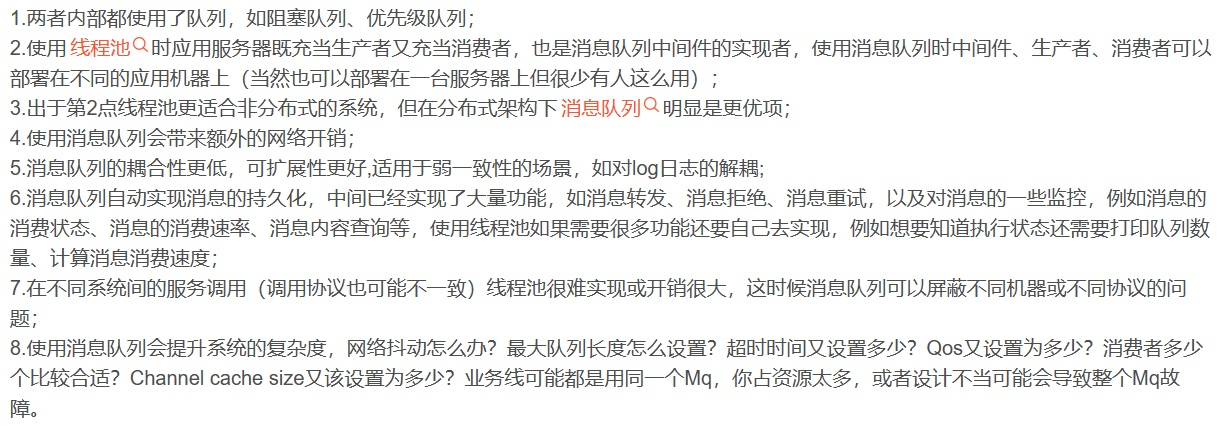 1.两者内部都使用了队列，如阻塞队列、优先级队列；
2.使用 线程池 时应用服务器既充当生产者又充当消费者，也是消息队列中间件的实现者，使用消息队列时中间件、生产者、消费者可以
部署在不同的应用机器上（当然也可以部署在一台服务器上但很少有人这么用）；
3.出于第2点线程池更适合非分布式的系统，但在分布式架构下 消息队列 明显是更优项；
4.使用消息队列会带来额外的网络开销；
5.消息队列的耦合性更低，可扩展性更好,适用于弱一致性的场景，如对log日志的解耦;
6.消息队列自动实现消息的持久化，中间已经实现了大量功能，如消息转发、消息拒绝、消息重试，以及对消息的一些监控，例如消息的
消费状态、消息的消费速率、消息内容查询等，使用线程池如果需要很多功能还要自己去实现，例如想要知道执行状态还需要打印队列数
量、计算消息消费速度；
7.在不同系统间的服务调用（调用协议也可能不一致）线程池很难实现或开销很大，这时候消息队列可以屏蔽不同机器或不同协议的问
题；
8.使用消息队列会提升系统的复杂度，网络抖动怎么办？最大队列长度怎么设置？超时时间又设置多少？Qos又设置为多少？消费者多少
个比较合适？Channel cache size又该设置为多少？业务线可能都是用同一个Mq，你占资源太多，或者设计不当可能会导致整个Mq故
障。